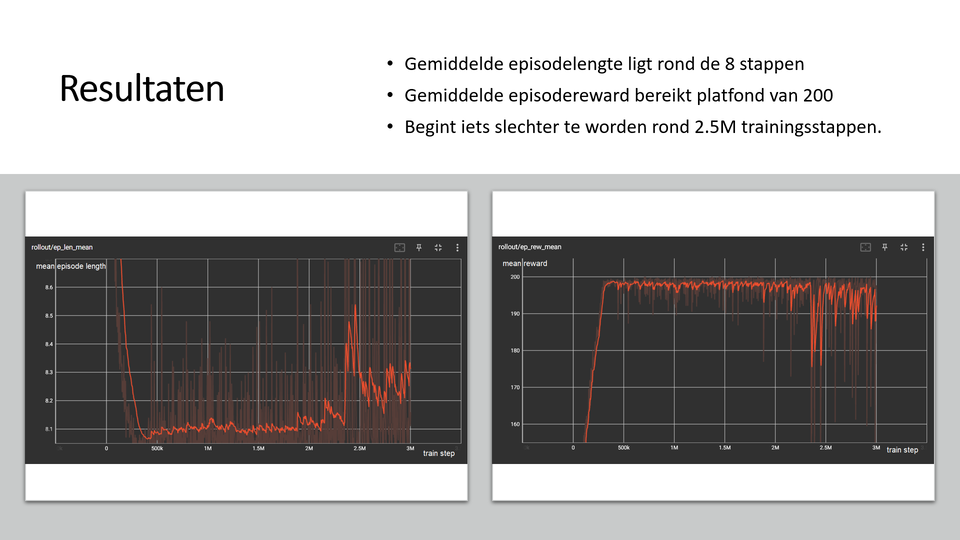 Resultaten
• Gemiddelde episodelengte ligt rond de 8 stappen
• Gemiddelde episodereward bereikt platfond van 200
• Begint iets slechter te worden rond 2.5M trainingsstappen.
rollout/ep_len_mean
mean episode length
8.6
8.5
8.4
8.3
8.2
8.1
0 500k 1M 1.5M 2M 2.5M 3M
train step
rollout/ep_rew_mean
mean reward
200
190
180
170
160
0 500k 1M 1.5M 2M 2.5M 3M
train step